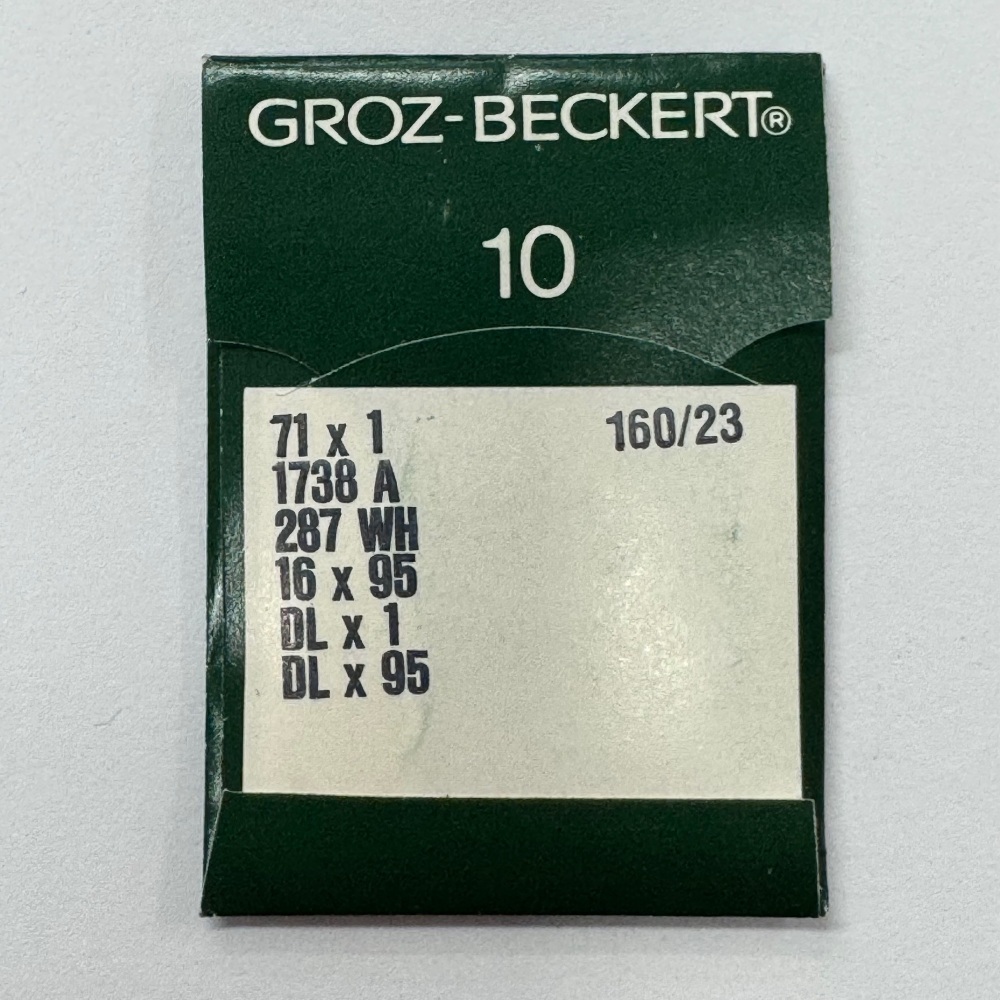 GROZ-BECKERT®
10
71 x 1 160/23
1738 A
287 WH
16 x 95
DL x 1
DL x 95